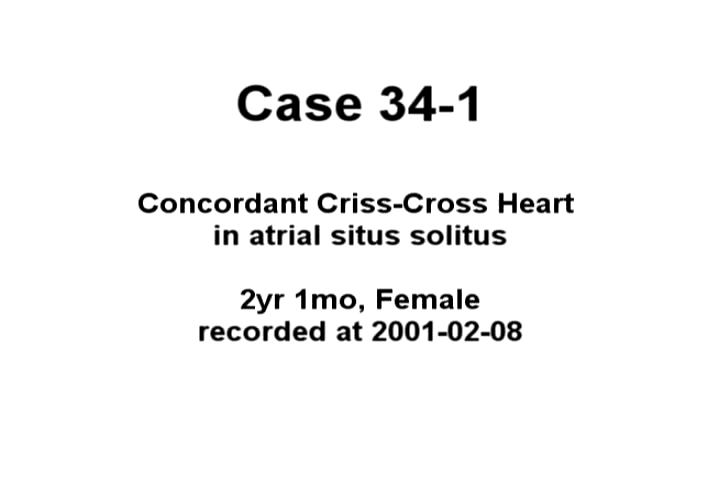 Case 34-1
Concordant Criss-Cross Heart
in atrial situs solitus
2yr 1mo, Female
recorded at 2001-02-08